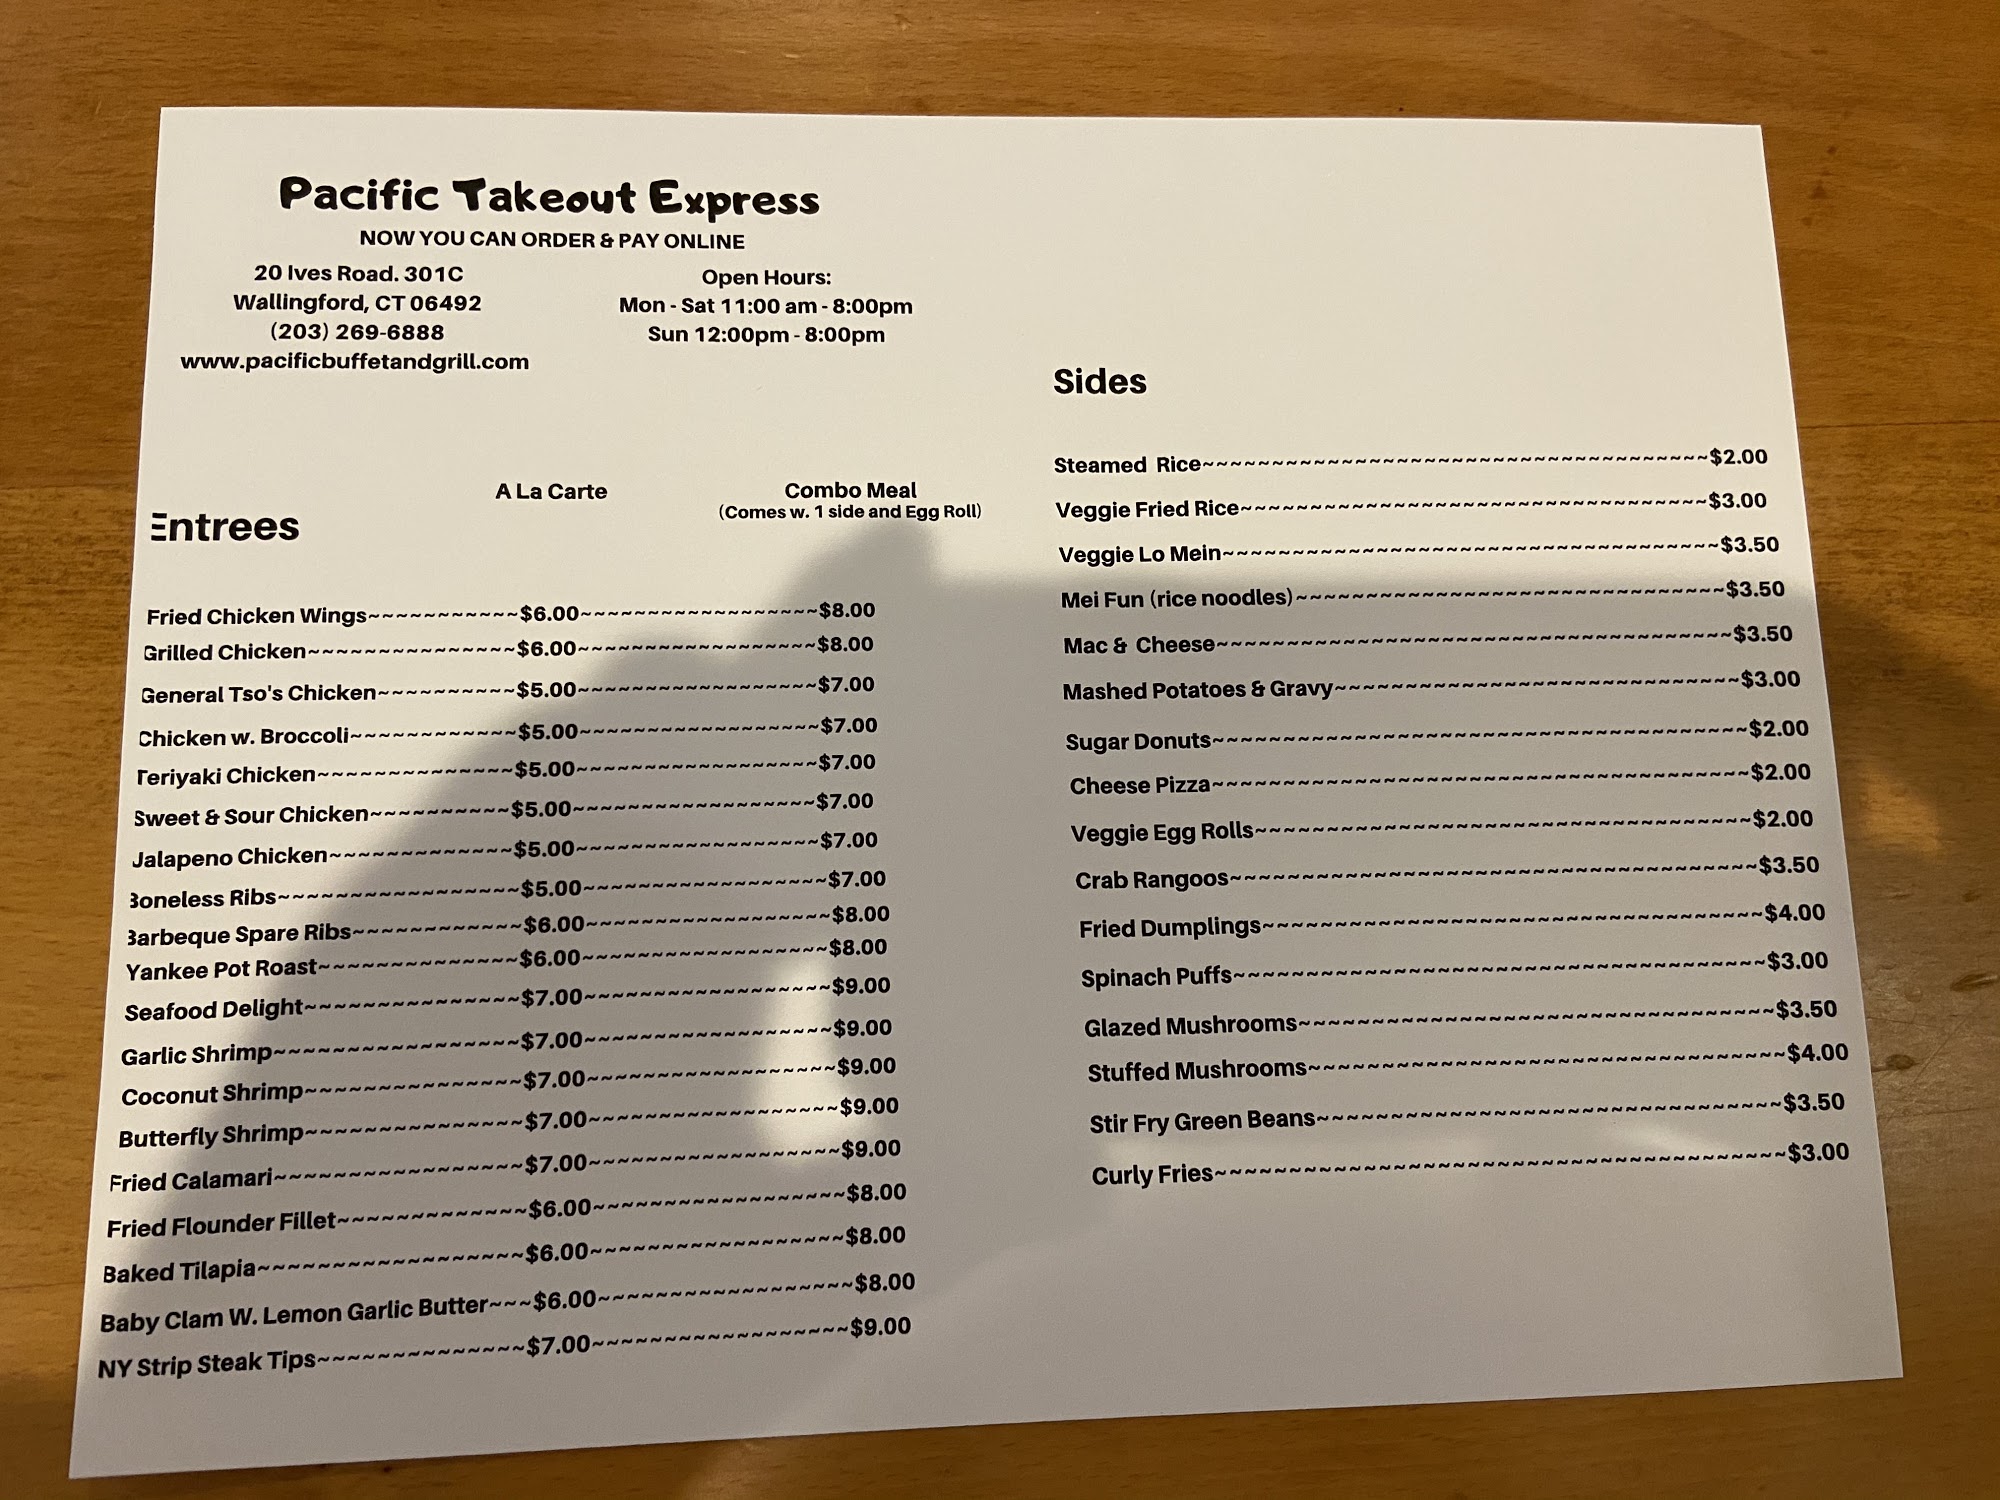 Pacific Takeout Express
NOW YOU CAN ORDER & PAY ONLINE
20 Ives Road. 301C
Wallingford, CT 06492
(203) 269-6888
www.pacificbuffetandgrill.com
Open Hours:
Mon - Sat 11:00 am - 8:00pm
Sun 12:00pm - 8:00pm
A La Carte
Combo Meal
(Comes w. 1 side and Egg Roll)
Entrees
Fried Chicken Wings~~~~~~~~~~~$6.00~~~~~~~~~~~~~~~~~~$8.00
Grilled Chicken~~~~~~~~~~~~~~~$6.00~~~~~~~~~~~~~~~~~~$8.00
General Tso's Chicken~~~~~~~~~~$5.00~~~~~~~~~~~~~~~~~~$7.00
Chicken w. Broccoli~~~~~~~~~~~~$5.00~~~~~~~~~~~~~~~~~~$7.00
Teriyaki Chicken~~~~~~~~~~~~~~$5.00~~~~~~~~~~~~~~~~~~$7.00
Sweet & Sour Chicken~~~~~~~~~~$5.00~~~~~~~~~~~~~~~~~~$7.00
Jalapeno Chicken~~~~~~~~~~~~~$5.00~~~~~~~~~~~~~~~~~~$7.00
Boneless Ribs~~~~~~~~~~~~~~~~~$5.00~~~~~~~~~~~~~~~~~~$7.00
Barbeque Spare Ribs~~~~~~~~~~~~$6.00~~~~~~~~~~~~~~~~~~$8.00
Yankee Pot Roast~~~~~~~~~~~~~~$6.00~~~~~~~~~~~~~~~~~~$8.00
Seafood Delight~~~~~~~~~~~~~~~$7.00~~~~~~~~~~~~~~~~~~$9.00
Garlic Shrimp~~~~~~~~~~~~~~~~~$7.00~~~~~~~~~~~~~~~~~~$9.00
Coconut Shrimp~~~~~~~~~~~~~~~$7.00~~~~~~~~~~~~~~~~~~$9.00
Butterfly Shrimp~~~~~~~~~~~~~~~$7.00~~~~~~~~~~~~~~~~~~$9.00
Fried Calamari~~~~~~~~~~~~~~~~~$7.00~~~~~~~~~~~~~~~~~~$9.00
Fried Flounder Fillet~~~~~~~~~~~~~$6.00~~~~~~~~~~~~~~~~~~$8.00
Baked Tilapia~~~~~~~~~~~~~~~~~~$6.00~~~~~~~~~~~~~~~~~~$8.00
Baby Clam W. Lemon Garlic Butter~~~$6.00~~~~~~~~~~~~~~~~~~$8.00
NY Strip Steak Tips~~~~~~~~~~~~~~$7.00~~~~~~~~~~~~~~~~~~$9.00
Sides
Steamed Rice~~~~~~~~~~~~~~~~~~~~~~~~~~~~~~~~~~~~$2.00
Veggie Fried Rice~~~~~~~~~~~~~~~~~~~~~~~~~~~~~~~~~$3.00
Veggie Lo Mein~~~~~~~~~~~~~~~~~~~~~~~~~~~~~~~~~~~$3.50
Mei Fun (rice noodles)~~~~~~~~~~~~~~~~~~~~~~~~~~~~~~$3.50
Mac & Cheese~~~~~~~~~~~~~~~~~~~~~~~~~~~~~~~~~~~~$3.50
Mashed Potatoes & Gravy~~~~~~~~~~~~~~~~~~~~~~~~~~~~$3.00
Sugar Donuts~~~~~~~~~~~~~~~~~~~~~~~~~~~~~~~~~~~~~$2.00
Cheese Pizza~~~~~~~~~~~~~~~~~~~~~~~~~~~~~~~~~~~~~$2.00
Veggie Egg Rolls~~~~~~~~~~~~~~~~~~~~~~~~~~~~~~~~~~$2.00
Crab Rangoos~~~~~~~~~~~~~~~~~~~~~~~~~~~~~~~~~~~~$3.50
Fried Dumplings~~~~~~~~~~~~~~~~~~~~~~~~~~~~~~~~~~$4.00
Spinach Puffs~~~~~~~~~~~~~~~~~~~~~~~~~~~~~~~~~~~~$3.00
Glazed Mushrooms~~~~~~~~~~~~~~~~~~~~~~~~~~~~~~~~$3.50
Stuffed Mushrooms~~~~~~~~~~~~~~~~~~~~~~~~~~~~~~~~$4.00
Stir Fry Green Beans~~~~~~~~~~~~~~~~~~~~~~~~~~~~~~~$3.50
Curly Fries~~~~~~~~~~~~~~~~~~~~~~~~~~~~~~~~~~~~~~$3.00